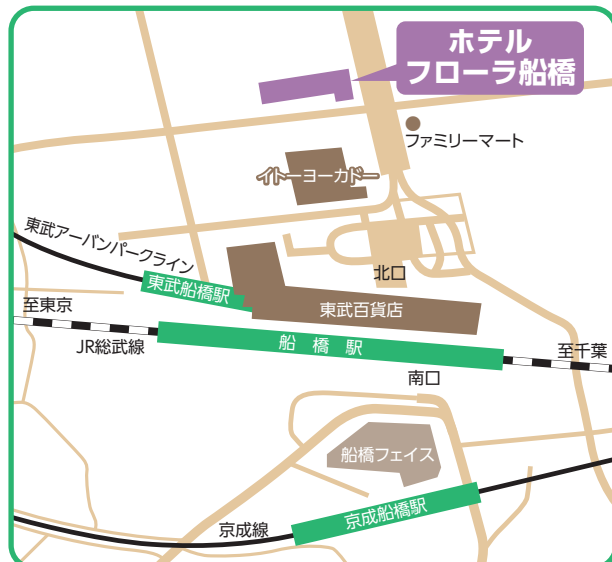 ホテル
フローラ船橋
ファミリーマート
イトーヨーカドー
東武アーバンパークライン
北口
東武船橋駅
至東京
東武百貨店
JR総武線
船橋駅
至千葉
南口
船橋フェイス
京成船橋駅
京成線